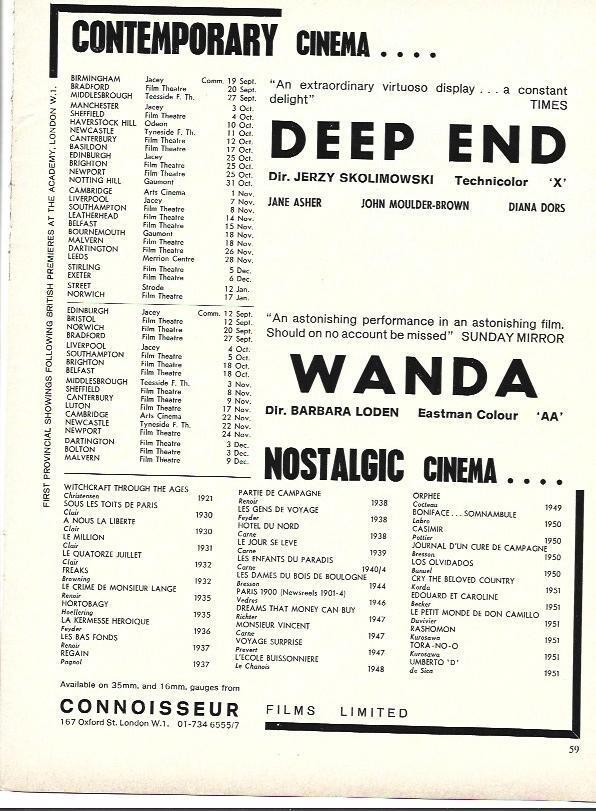 CONTEMPORARY CINEMA ....
FIRST PROVINCIAL SHOWINGS FOLLOWING BRITISH PREMIERES AT THE ACADEMY, LONDON W.1.
BIRMINGHAM Jacey Comm. 19 Sept.
BRADFORD Film Theatre 20 Sept.
MIDDLESBROUGH Teesside F. Th. 27 Sept.
MANCHESTER Jacey 3 Oct.
SHEFFIELD Film Theatre 4 Oct.
HAVERSTOCK HILL Odeon 10 Oct.
NEWCASTLE Tyneside F. Th. 11 Oct.
CANTERBURY Film Theatre 12 Oct.
BASILDON Film Theatre 17 Oct.
EDINBURGH Jacey 25 Oct.
BRIGHTON Film Theatre 25 Oct.
NEWPORT Film Theatre 25 Oct.
NOTTING HILL Gaumont 31 Oct.
CAMBRIDGE Arts Cinema 1 Nov.
LIVERPOOL Jacey 7 Nov.
SOUTHAMPTON Film Theatre 8 Nov.
LEATHERHEAD Film Theatre 14 Nov.
BELFAST Film Theatre 15 Nov.
BOURNEMOUTH Gaumont 18 Nov.
MALVERN Film Theatre 18 Nov.
DARTINGTON Film Theatre 26 Nov.
LEEDS Merrion Centre 28 Nov.
STIRLING Film Theatre 5 Dec.
EXETER Film Theatre 6 Dec.
STREET Strode 12 Jan.
NORWICH Film Theatre 17 Jan.
"An extraordinary virtuoso display ... a constant
delight" TIMES
DEEP END
Dir. JERZY SKOLIMOWSKI Technicolor 'X'
JANE ASHER JOHN MOULDER-BROWN DIANA DORS
EDINBURGH Jacey Comm. 12 Sept.
BRISTOL Film Theatre 12 Sept.
NORWICH Film Theatre 20 Sept.
BRADFORD Film Theatre 27 Sept.
LIVERPOOL Jacey 4 Oct.
SOUTHAMPTON Film Theatre 5 Oct.
BRIGHTON Film Theatre 18 Oct.
BELFAST Film Theatre 18 Oct.
MIDDLESBROUGH Teesside F. Th. 3 Nov.
SHEFFIELD Film Theatre 8 Nov.
CANTERBURY Film Theatre 9 Nov.
LUTON Film Theatre 17 Nov.
CAMBRIDGE Arts Cinema 22 Nov.
NEWCASTLE Tyneside F. Th. 22 Nov.
NEWPORT Film Theatre 24 Nov.
DARTINGTON Film Theatre 3 Dec.
BOLTON Film Theatre 3 Dec.
MALVERN Film Theatre 9 Dec.
"An astonishing performance in an astonishing film.
Should on no account be missed" SUNDAY MIRROR
WANDA
Dir. BARBARA LODEN Eastman Colour 'AA'
NOSTALGIC CINEMA ....
WITCHCRAFT THROUGH THE AGES
Christensen 1921
SOUS LES TOITS DE PARIS
Clair 1930
A NOUS LA LIBERTE
Clair 1930
LE MILLION
Clair 1931
LE QUATORZE JUILLET
Clair 1932
FREAKS
Browning 1932
LE CRIME DE MONSIEUR LANGE
Renoir 1935
HORTOBAGY
Hoellering 1935
LA KERMESSE HEROIQUE
Feyder 1936
LES BAS FONDS
Renoir 1937
REGAIN
Pagnol 1937
PARTIE DE CAMPAGNE
Renoir 1938
LES GENS DE VOYAGE
Feyder 1938
HOTEL DU NORD
Carne 1938
LE JOUR SE LEVE
Carne 1939
LES ENFANTS DU PARADIS
Carne 1940/4
LES DAMES DU BOIS DE BOULOGNE
Bresson 1944
PARIS 1900 (Newsreels 1901-4)
Vedres 1946
DREAMS THAT MONEY CAN BUY
Richter 1947
MONSIEUR VINCENT
Carne 1947
VOYAGE SURPRISE
Prevert 1947
L'ECOLE BUISSONNIERE
Le Chanois 1948
ORPHEE
Cocteau 1949
BONIFACE ... SOMNAMBULE
Labro 1950
CASIMIR
Pottier 1950
JOURNAL D'UN CURE DE CAMPAGNE
Bresson 1950
LOS OLVIDADOS
Bunuel 1950
CRY THE BELOVED COUNTRY
Korda 1951
EDOUARD ET CAROLINE
Becker 1951
LE PETIT MONDE DE DON CAMILLO
Duvivier 1951
RASHOMON
Kurosawa 1951
TORA-NO-O
Kurosawa 1951
UMBERTO 'D'
de Sica 1951
Available on 35mm, and 16mm, gauges from
CONNOISSEUR FILMS LIMITED
167 Oxford St. London W.1. 01-734 6555/7
59